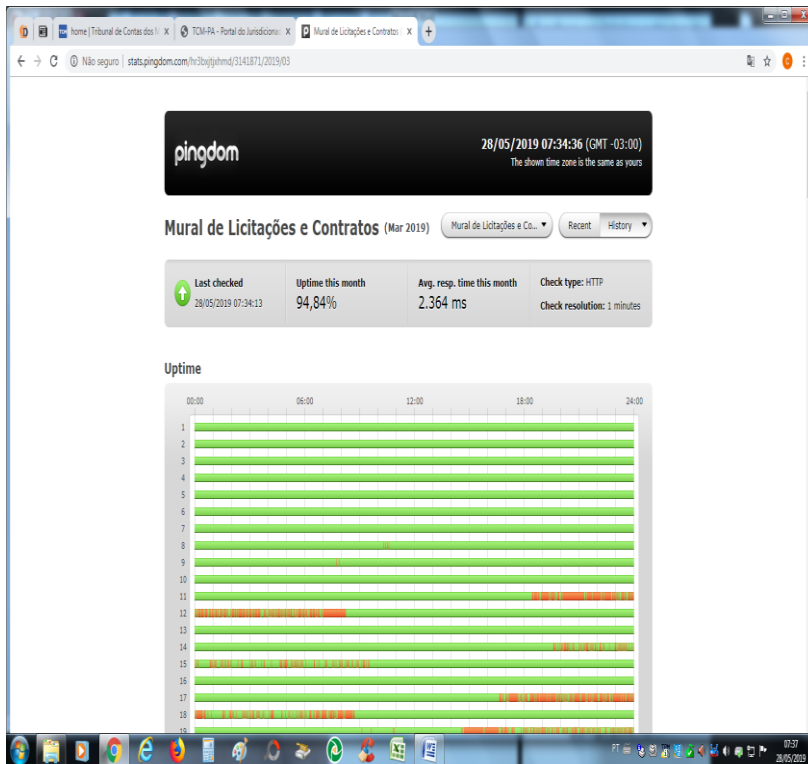 home | Tribunal de Contas dos M
TCM-PA - Portal do Jurisdicional
Mural de Licitações e Contratos (
Não seguro | stats.pingdom.com/hr3bxjtjxhmd/3141871/2019/03
pingdom
28/05/2019 07:34:36 (GMT -03:00)
The shown time zone is the same as yours
Mural de Licitações e Contratos (Mar 2019)
Mural de Licitações e Co...
Recent
History
Last checked
28/05/2019 07:34:13
Uptime this month
94,84%
Avg. resp. time this month
2.364 ms
Check type: HTTP
Check resolution: 1 minutes
Uptime
00:00 06:00 12:00 18:00 24:00
1
2
3
4
5
6
7
8
9
10
11
12
13
14
15
16
17
18
19
PT
07:37
28/05/2019